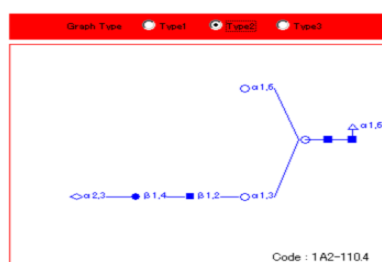 Graph Type Type1 Type2 Type3
α1,6
α1,6
α2,3 β1,4 β1,2 α1,3
Code : 1A2-110.4